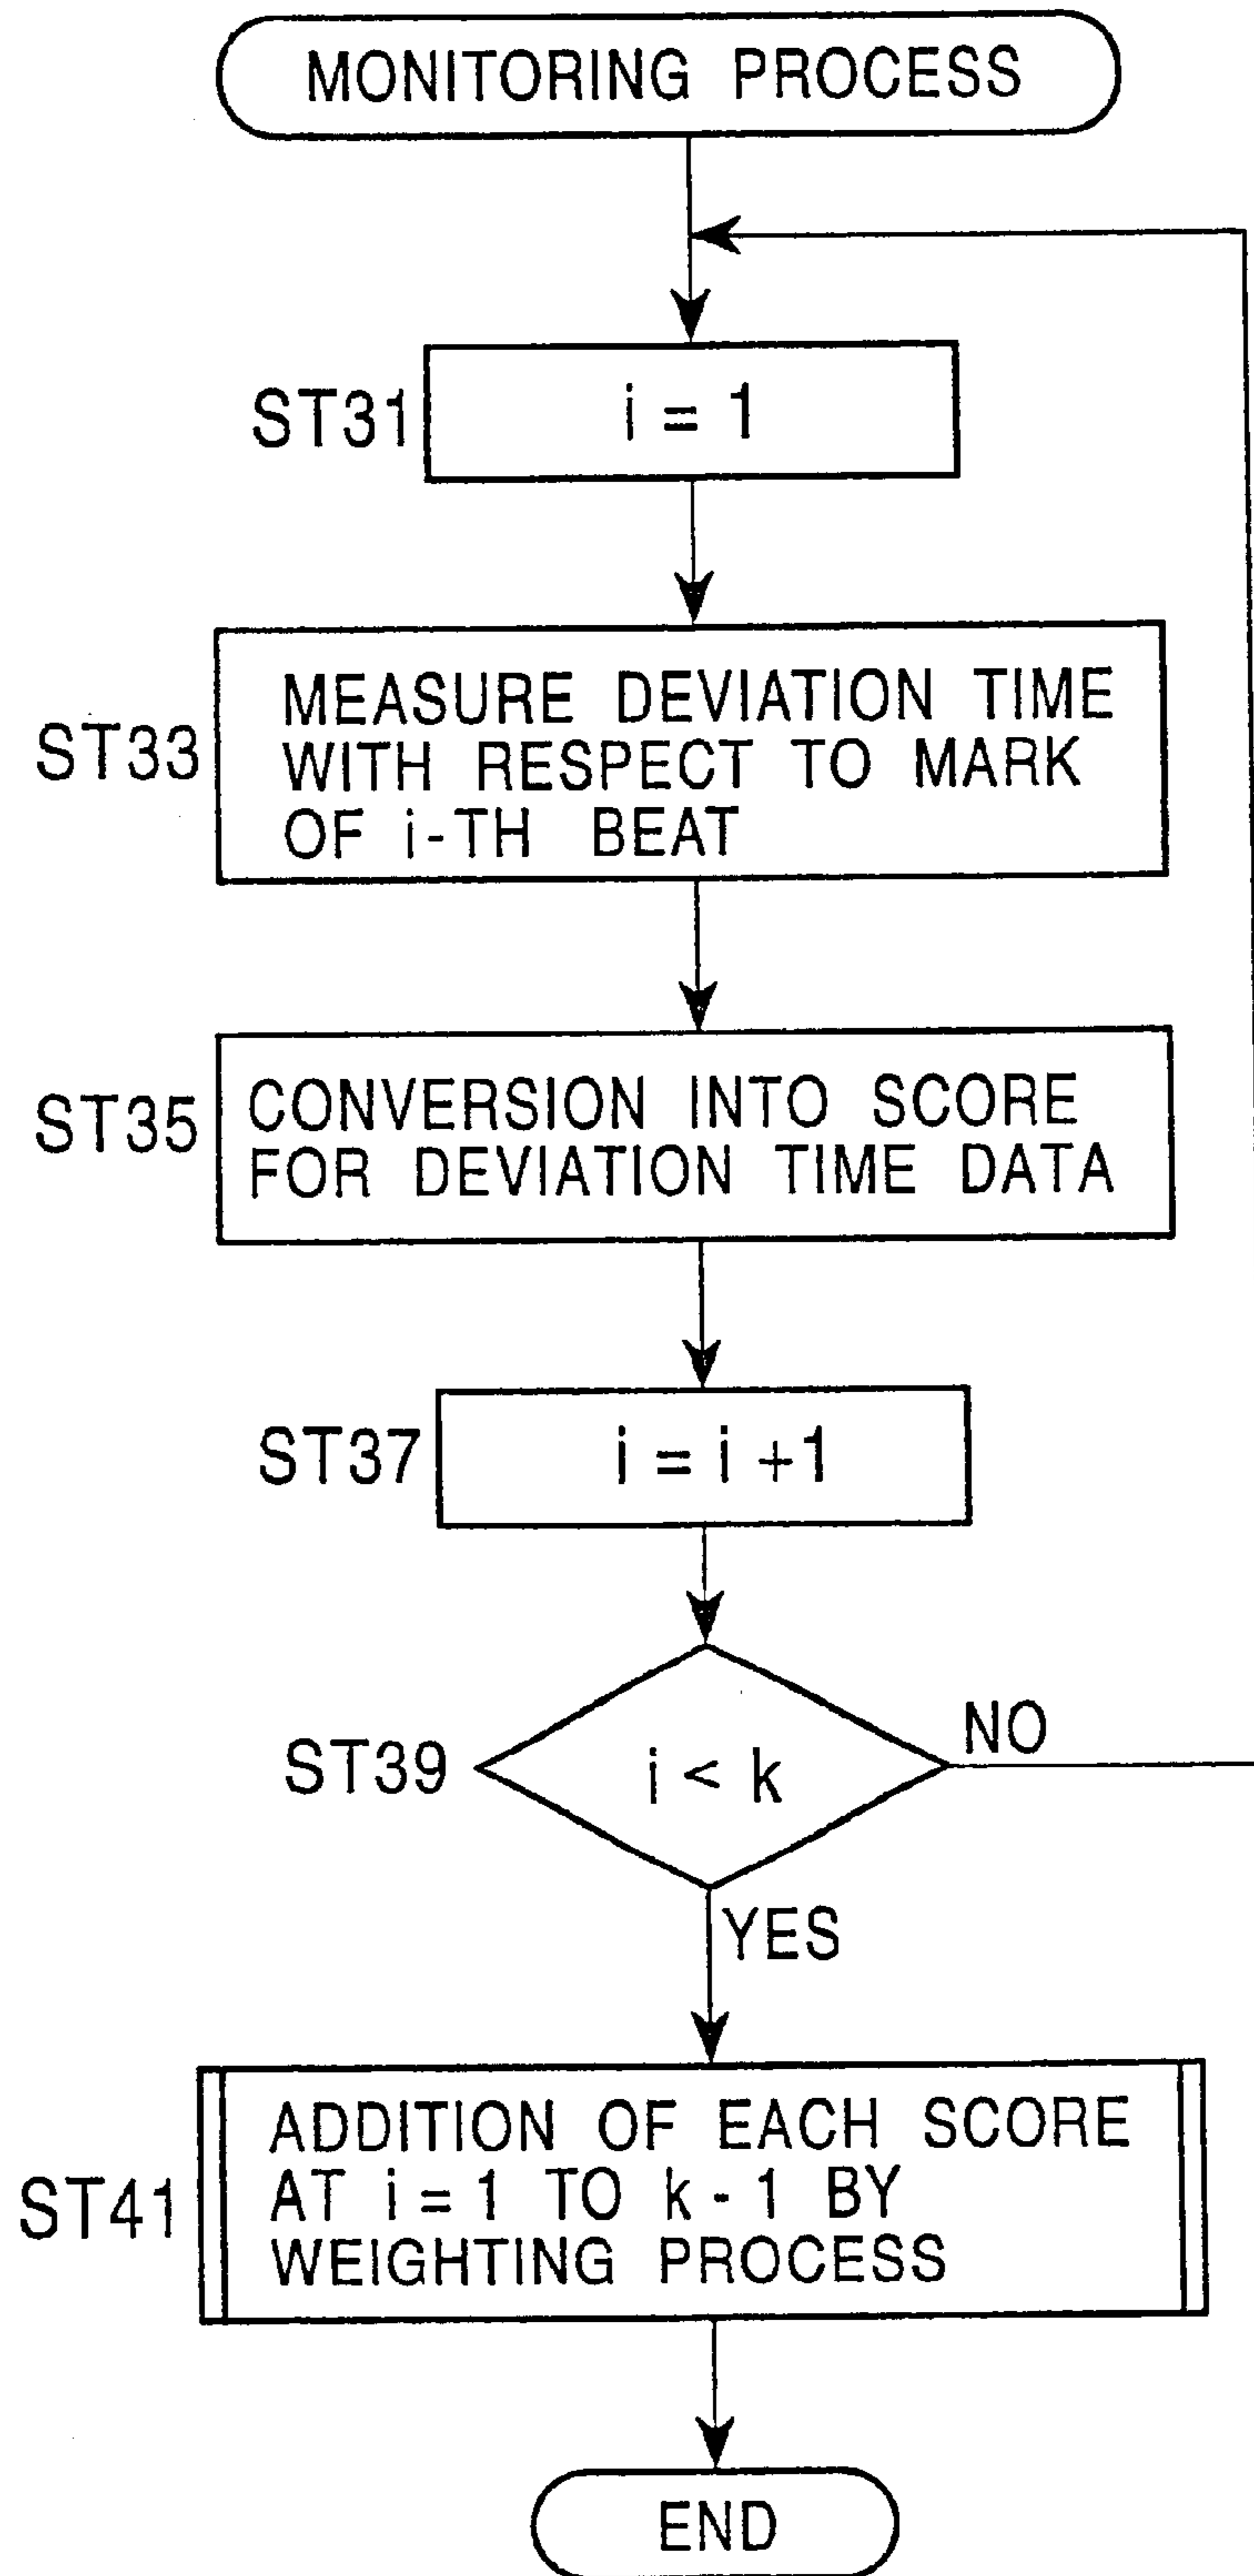 MONITORING PROCESS
ST31
i = 1
ST33
MEASURE DEVIATION TIME
WITH RESPECT TO MARK
OF i-TH BEAT
ST35
CONVERSION INTO SCORE
FOR DEVIATION TIME DATA
ST37
i = i +1
ST39
i < k
NO
YES
ST41
ADDITION OF EACH SCORE
AT i = 1 TO k - 1 BY
WEIGHTING PROCESS
END